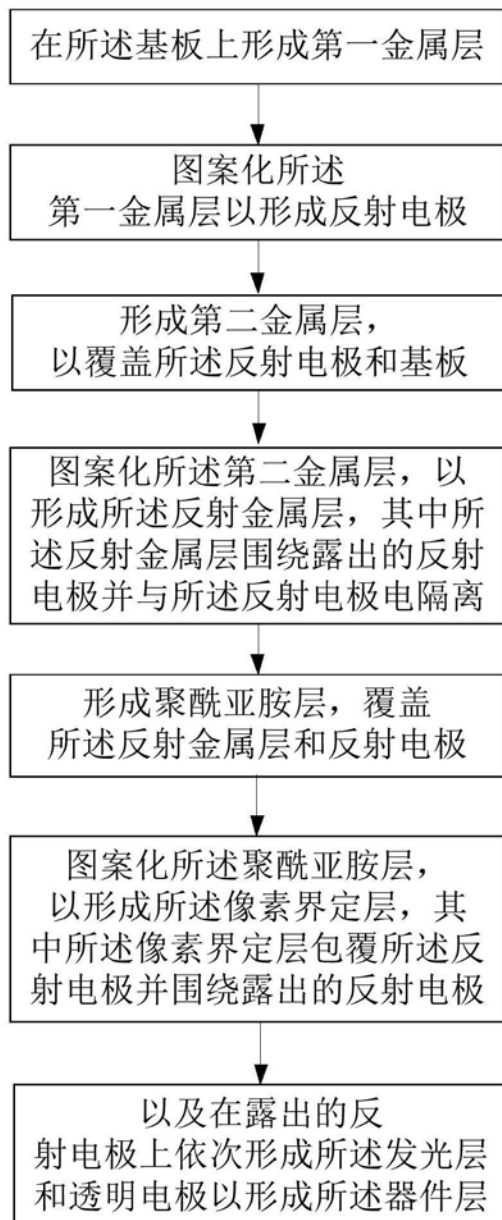 在所述基板上形成第一金属层
图案化所述
第一金属层以形成反射电极
形成第二金属层，
以覆盖所述反射电极和基板
图案化所述第二金属层，以
形成所述反射金属层，其中所
述反射金属层围绕露出的反射
电极并与所述反射电极电隔离
形成聚酰亚胺层，覆盖
所述反射金属层和反射电极
图案化所述聚酰亚胺层，
以形成所述像素界定层，其
中所述像素界定层包覆所述反
射电极并围绕露出的反射电极
以及在露出的反
射电极上依次形成所述发光层
和透明电极以形成所述器件层